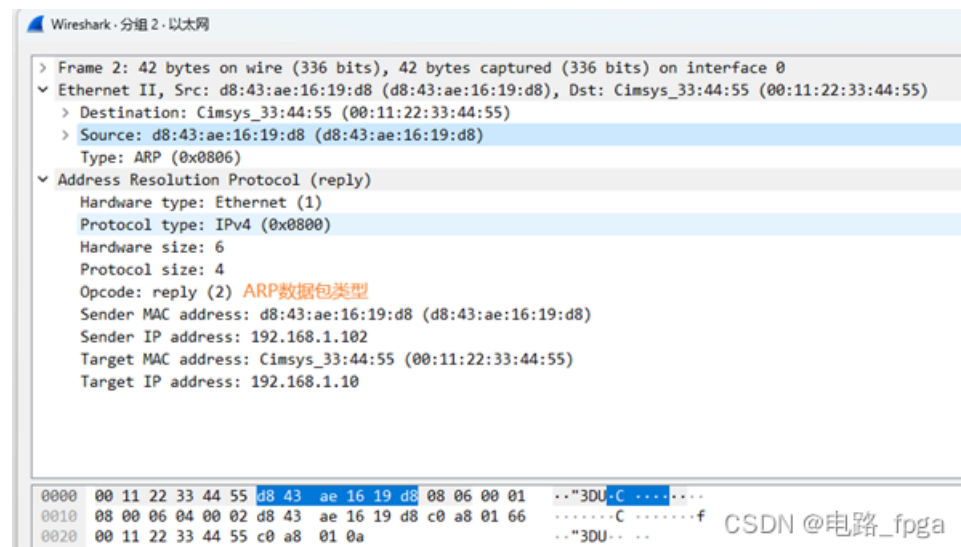 Wireshark · 分组 2 · 以太网
> Frame 2: 42 bytes on wire (336 bits), 42 bytes captured (336 bits) on interface 0
Ethernet II, Src: d8:43:ae:16:19:d8 (d8:43:ae:16:19:d8), Dst: Cimsys_33:44:55 (00:11:22:33:44:55)
> Destination: Cimsys_33:44:55 (00:11:22:33:44:55)
> Source: d8:43:ae:16:19:d8 (d8:43:ae:16:19:d8)
Type: ARP (0x0806)
Address Resolution Protocol (reply)
Hardware type: Ethernet (1)
Protocol type: IPv4 (0x0800)
Hardware size: 6
Protocol size: 4
Opcode: reply (2) ARP数据包类型
Sender MAC address: d8:43:ae:16:19:d8 (d8:43:ae:16:19:d8)
Sender IP address: 192.168.1.102
Target MAC address: Cimsys_33:44:55 (00:11:22:33:44:55)
Target IP address: 192.168.1.10
0000 00 11 22 33 44 55 d8 43 ae 16 19 d8 08 06 00 01 ··"3DU·C ········
0010 08 00 06 04 00 02 d8 43 ae 16 19 d8 c0 a8 01 66 ·······C ·······f
0020 00 11 22 33 44 55 c0 a8 01 0a ··"3DU·· ··
CSDN @电路_fpga